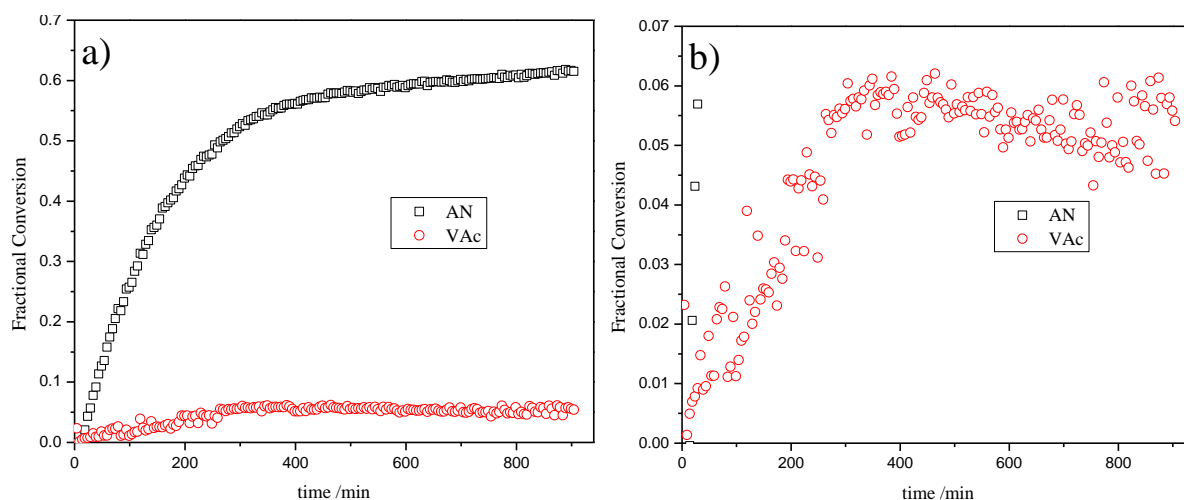 a)
Fractional Conversion
0.7
0.6
0.5
0.4
0.3
0.2
0.1
0.0
0
200
400
600
800
time /min
AN
VAc
b)
Fractional Conversion
0.07
0.06
0.05
0.04
0.03
0.02
0.01
0.00
0
200
400
600
800
time /min
AN
VAc